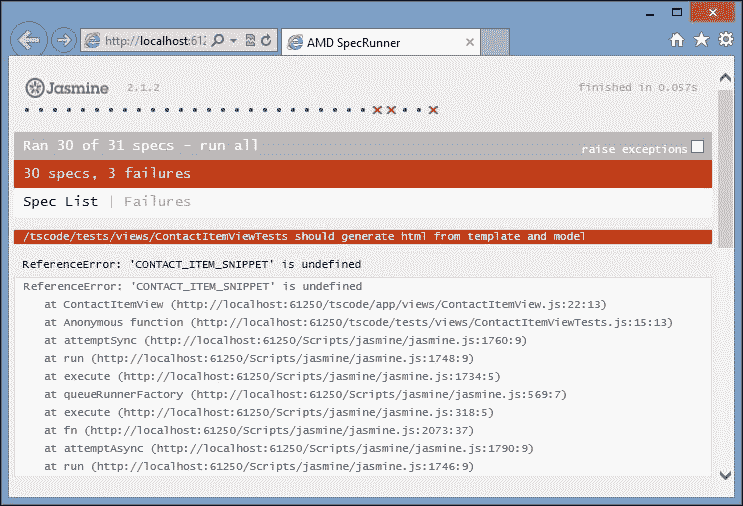 http://localhost:612
AMD SpecRunner
Jasmine 2.1.2
finished in 0.057s
Ran 30 of 31 specs - run all
raise exceptions
30 specs, 3 failures
Spec List | Failures
/tscode/tests/views/ContactItemViewTests should generate html from template and model
ReferenceError: 'CONTACT_ITEM_SNIPPET' is undefined
ReferenceError: 'CONTACT_ITEM_SNIPPET' is undefined
at ContactItemView (http://localhost:61250/tscode/app/views/ContactItemView.js:22:13)
at Anonymous function (http://localhost:61250/tscode/tests/views/ContactItemViewTests.js:15:13)
at attemptSync (http://localhost:61250/Scripts/jasmine/jasmine.js:1760:9)
at run (http://localhost:61250/Scripts/jasmine/jasmine.js:1748:9)
at execute (http://localhost:61250/Scripts/jasmine/jasmine.js:1734:5)
at queueRunnerFactory (http://localhost:61250/Scripts/jasmine/jasmine.js:569:7)
at execute (http://localhost:61250/Scripts/jasmine/jasmine.js:318:5)
at fn (http://localhost:61250/Scripts/jasmine/jasmine.js:2073:37)
at attemptAsync (http://localhost:61250/Scripts/jasmine/jasmine.js:1790:9)
at run (http://localhost:61250/Scripts/jasmine/jasmine.js:1746:9)